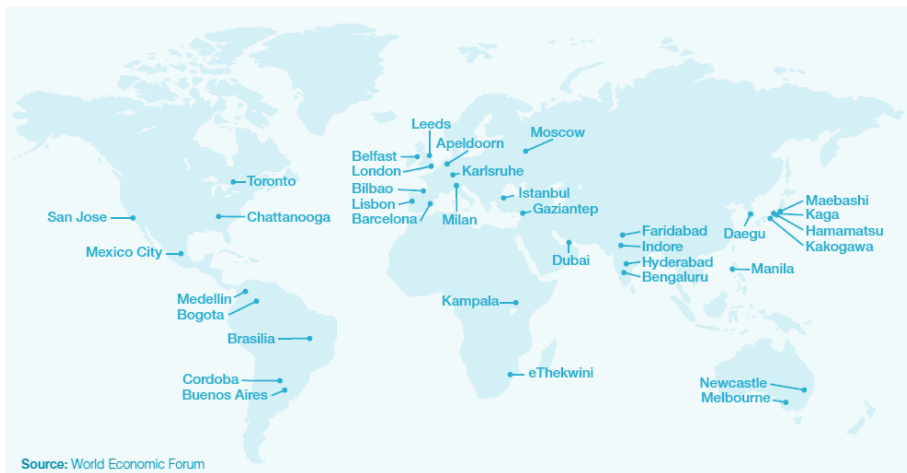 Leeds
Moscow
Apeldoorn
Belfast
London
Karlsruhe
Toronto
Bilbao
Istanbul
Maebashi
Lisbon
Gaziantep
Kaga
San Jose
Chattanooga
Barcelona
Milan
Faridabad
Daegu
Hamamatsu
Indore
Kakogawa
Mexico City
Dubai
Hyderabad
Manila
Bengaluru
Medellin
Kampala
Bogota
Brasilia
eThekwini
Cordoba
Newcastle
Buenos Aires
Melbourne
Source: World Economic Forum